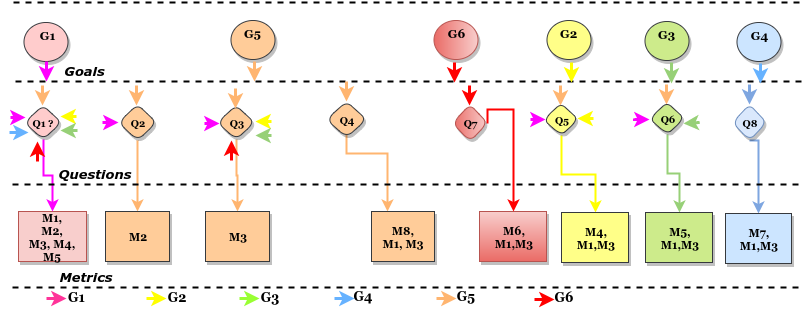 G1
G5
G6
G2
G3
G4
Goals
Q1 ?
Q2
Q3
Q4
Q7
Q5
Q6
Q8
Questions
M1,
M2,
M3, M4,
M5
M2
M3
M8,
M1, M3
M6,
M1,M3
M4,
M1,M3
M5,
M1,M3
M7,
M1,M3
Metrics
G1 G2 G3 G4 G5 G6